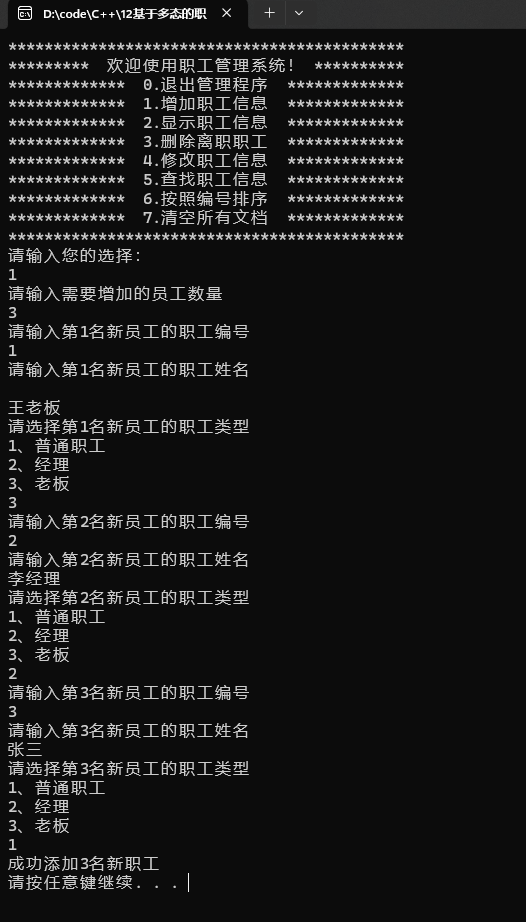 D:\code\C++\12基于多态的职
******************************************
*********  欢迎使用职工管理系统!  **********
*************  0.退出管理程序  *************
*************  1.增加职工信息  *************
*************  2.显示职工信息  *************
*************  3.删除离职职工  *************
*************  4.修改职工信息  *************
*************  5.查找职工信息  *************
*************  6.按照编号排序  *************
*************  7.清空所有文档  *************
******************************************
请输入您的选择:
1
请输入需要增加的员工数量
3
请输入第1名新员工的职工编号
1
请输入第1名新员工的职工姓名
王老板
请选择第1名新员工的职工类型
1、普通职工
2、经理
3、老板
3
请输入第2名新员工的职工编号
2
请输入第2名新员工的职工姓名
李经理
请选择第2名新员工的职工类型
1、普通职工
2、经理
3、老板
2
请输入第3名新员工的职工编号
3
请输入第3名新员工的职工姓名
张三
请选择第3名新员工的职工类型
1、普通职工
2、经理
3、老板
1
成功添加3名新职工
请按任意键继续. . .